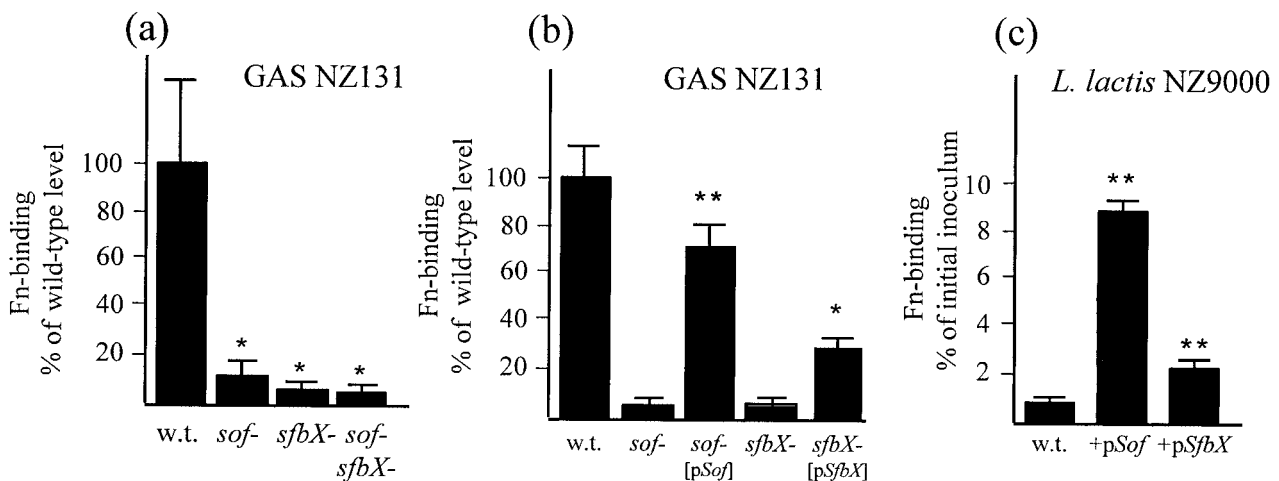 (a)
GAS NZ131
Fn-binding
% of wild-type level
100
80
60
40
20
*
*
*
w.t.
sof-
sfbX-
sof-
sfbX-
(b)
GAS NZ131
Fn-binding
% of wild-type level
100
80
60
40
20
**
*
w.t.
sof-
sof-
[pSof]
sfbX-
sfbX-
[pSfbX]
(c)
L. lactis NZ9000
Fn-binding
% of initial inoculum
10
8
6
4
2
**
**
w.t.
+pSof
+pSfbX